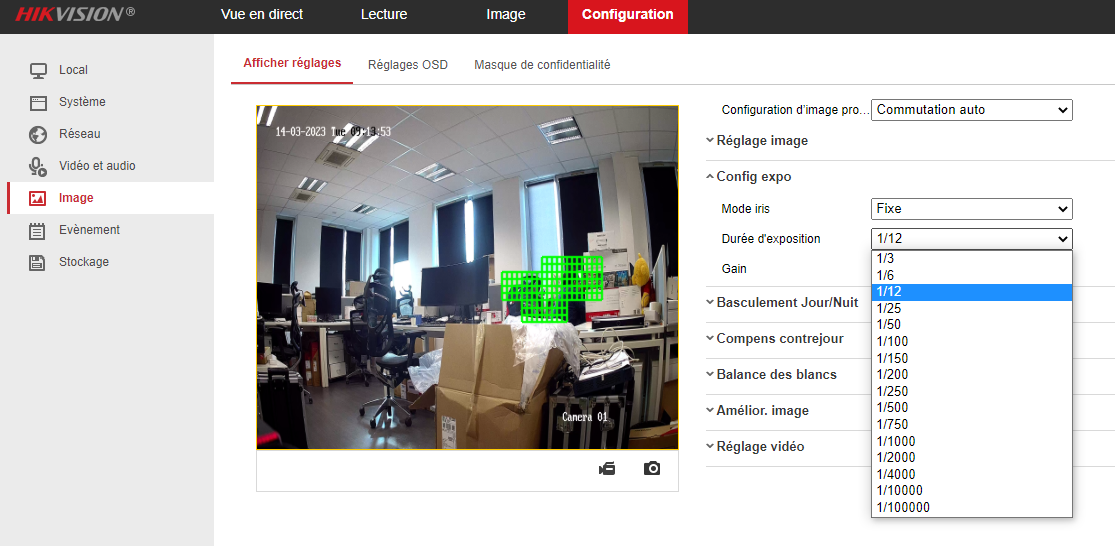 HIKVISION®
Vue en direct
Lecture
Image
Configuration
Local
Système
Réseau
Vidéo et audio
Image
Evènement
Stockage
Afficher réglages
Réglages OSD
Masque de confidentialité
14-03-2023 Tue 09:13:53
Camera 01
Configuration d'image pro... Commutation auto
Réglage image
Config expo
Mode iris Fixe
Durée d'exposition 1/12
Gain
1/3
1/6
1/12
1/25
1/50
1/100
1/150
1/200
1/250
1/500
1/750
1/1000
1/2000
1/4000
1/10000
1/100000
Basculement Jour/Nuit
Compens contrejour
Balance des blancs
Amélior. image
Réglage vidéo